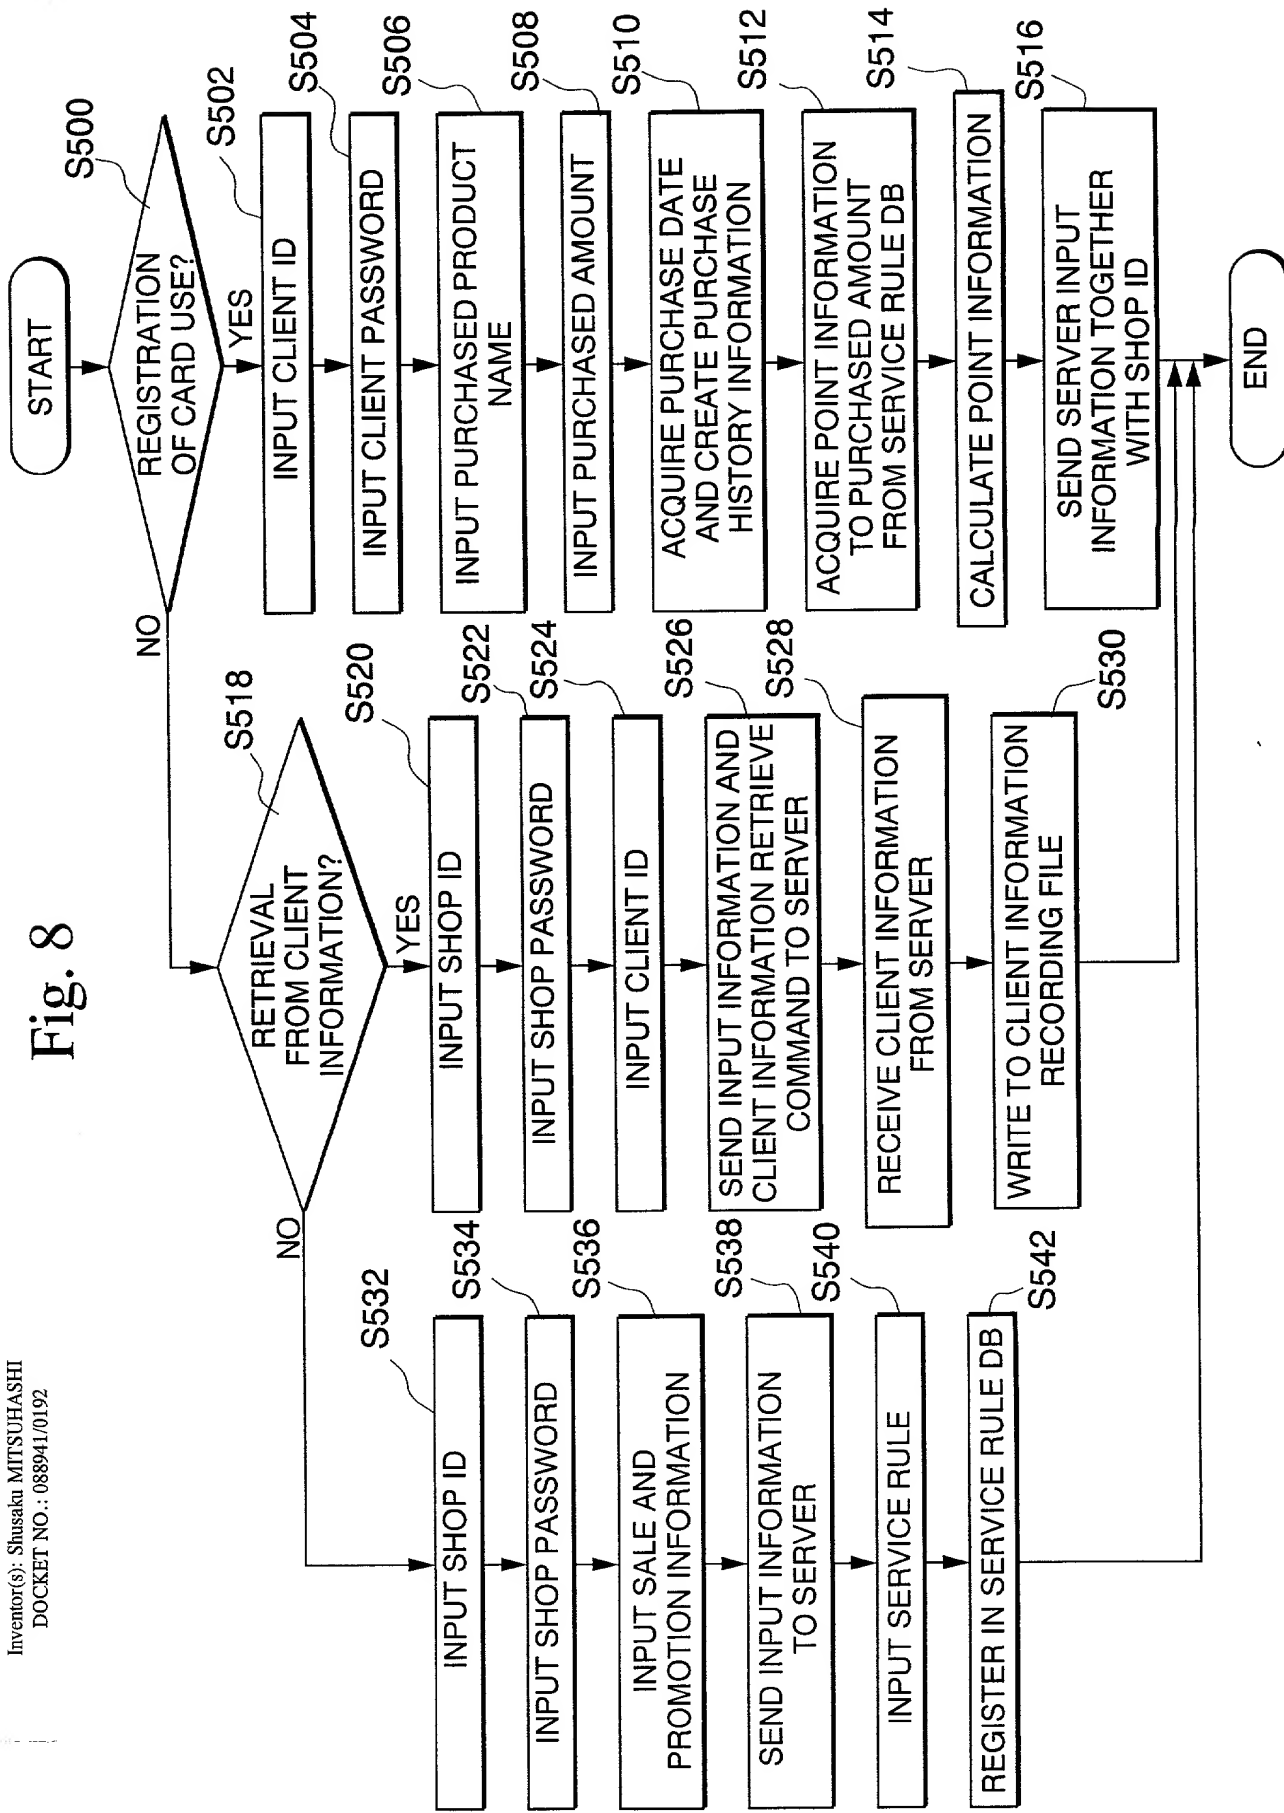 Inventor(s): Shusaku MITSUHASHI
DOCKET NO.: 088941/0192
Fig. 8
START
S500
REGISTRATION
OF CARD USE?
NO
YES
S502
INPUT CLIENT ID
S504
INPUT CLIENT PASSWORD
S506
INPUT PURCHASED PRODUCT
NAME
S508
INPUT PURCHASED AMOUNT
S510
ACQUIRE PURCHASE DATE
AND CREATE PURCHASE
HISTORY INFORMATION
S512
ACQUIRE POINT INFORMATION
TO PURCHASED AMOUNT
FROM SERVICE RULE DB
S514
CALCULATE POINT INFORMATION
S516
SEND SERVER INPUT
INFORMATION TOGETHER
WITH SHOP ID
S518
RETRIEVAL
FROM CLIENT
INFORMATION?
NO
YES
S520
INPUT SHOP ID
S522
INPUT SHOP PASSWORD
S524
INPUT CLIENT ID
S526
SEND INPUT INFORMATION AND
CLIENT INFORMATION RETRIEVE
COMMAND TO SERVER
S528
RECEIVE CLIENT INFORMATION
FROM SERVER
S530
WRITE TO CLIENT INFORMATION
RECORDING FILE
S532
INPUT SHOP ID
S534
INPUT SHOP PASSWORD
S536
INPUT SALE AND
PROMOTION INFORMATION
S538
SEND INPUT INFORMATION
TO SERVER
S540
INPUT SERVICE RULE
S542
REGISTER IN SERVICE RULE DB
END